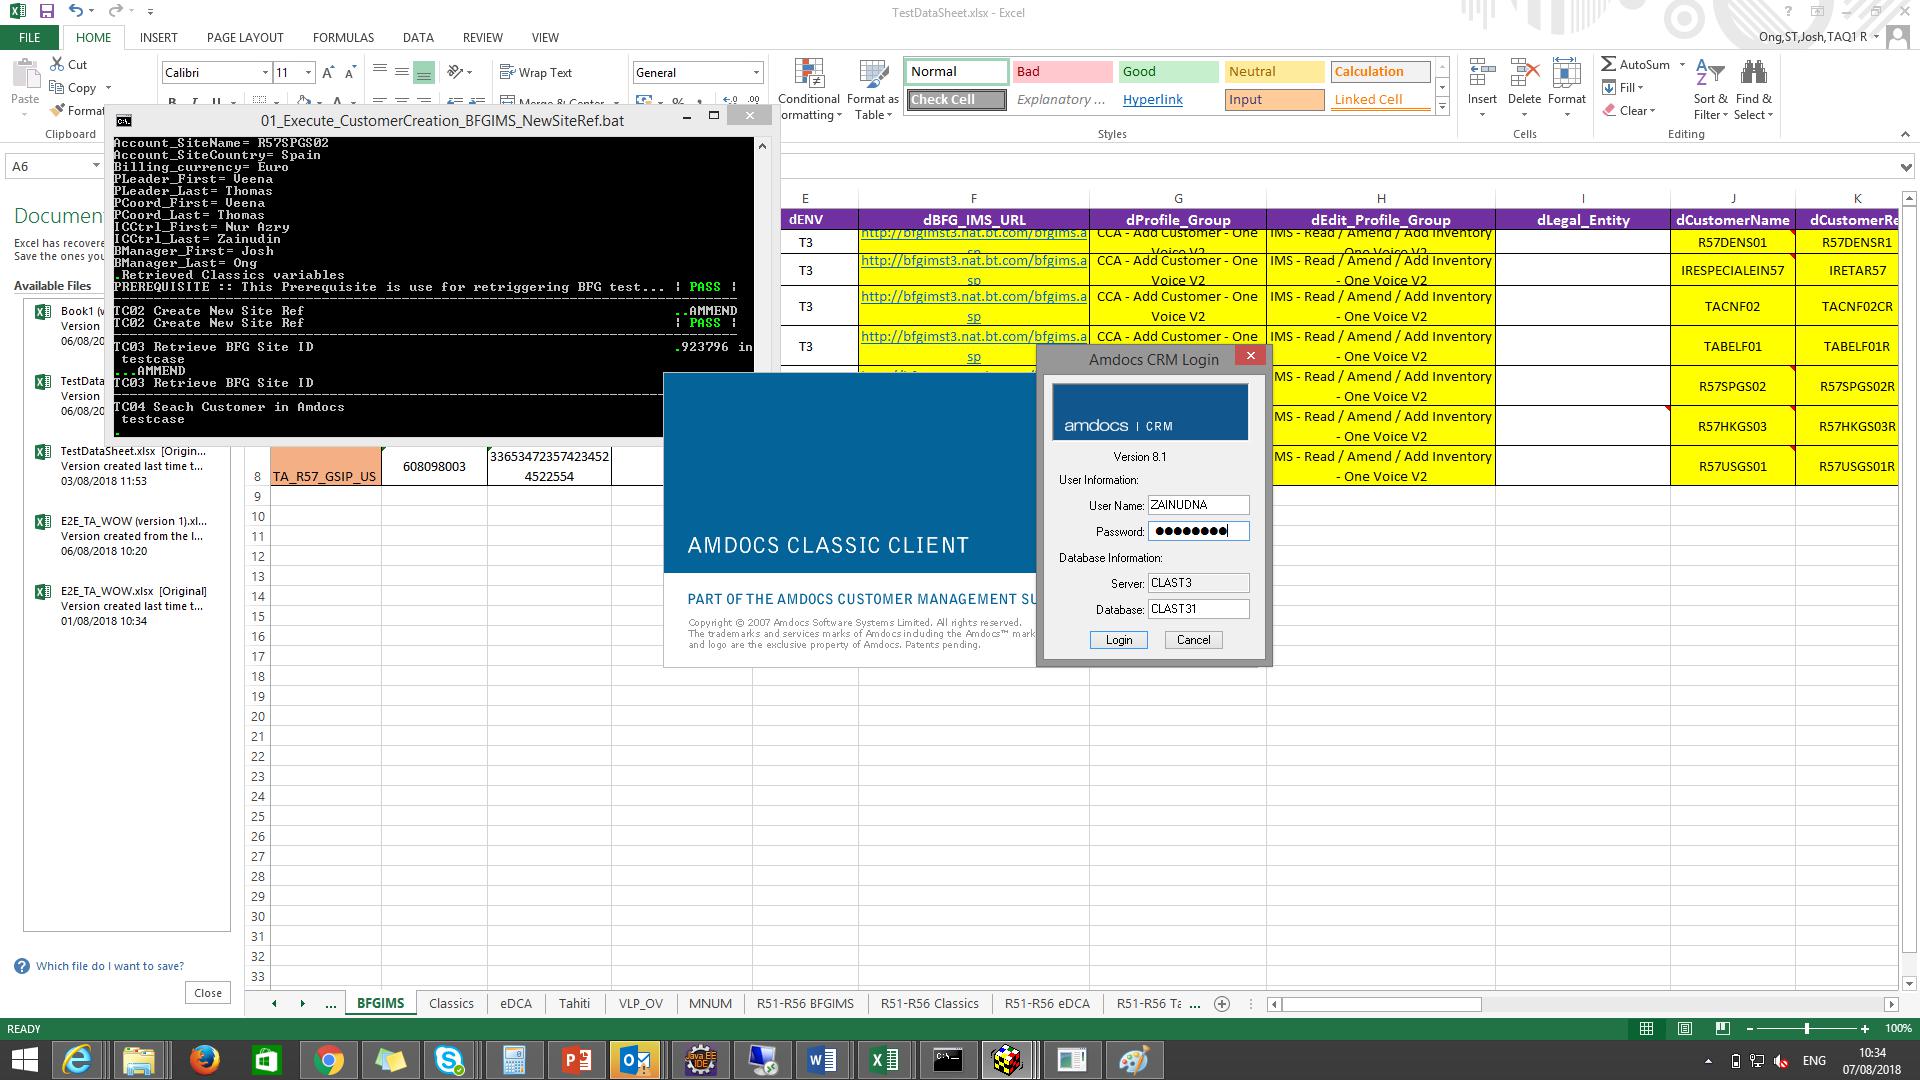 TestDataSheet.xlsx - Excel
FILE HOME INSERT PAGE LAYOUT FORMULAS DATA REVIEW VIEW
Ong,ST,Josh,TAQ1 R
Paste
Cut
Copy
Forma
Clipboard
Calibri 11
Wrap Text
General
Conditional
ormatting
Format as
Table
Normal Bad Good Neutral Calculation
Check Cell Explanatory ... Hyperlink Input Linked Cell
Styles
Insert Delete Format
Cells
AutoSum
Fill
Clear
Sort &
Filter
Find &
Select
Editing
A6
01_Execute_CustomerCreation_BFGIMS_NewSiteRef.bat
Account_SiteName= R57SPGS02
Account_SiteCountry= Spain
Billing_currency= Euro
PLeader_First= Veena
PLeader_Last= Thomas
PCoord_First= Veena
PCoord_Last= Thomas
ICCtrl_First= Nur Azry
ICCtrl_Last= Zainudin
BManager_First= Josh
BManager_Last= Ong
.Retrieved Classics variables
PREREQUISITE :: This Prerequisite is use for retriggering BFG test... | PASS |
TC02 Create New Site Ref ..AMMEND
TC02 Create New Site Ref | PASS |
TC03 Retrieve BFG Site ID .923796 in
testcase
...AMMEND
TC03 Retrieve BFG Site ID
TC04 Seach Customer in Amdocs
testcase
.
Documen
Excel has recovere
Save the ones you
Available Files
Book1 (v
Version
06/08/20
TestData
Version
06/08/20
TestDataSheet.xlsx [Origin...
Version created last time t...
03/08/2018 11:53
E2E_TA_WOW (version 1).xl...
Version created from the l...
06/08/2018 10:20
E2E_TA_WOW.xlsx [Original]
Version created last time t...
01/08/2018 10:34
Which file do I want to save?
Close
E F G H I J K
dENV dBFG_IMS_URL dProfile_Group dEdit_Profile_Group dLegal_Entity dCustomerName dCustomerRe
T3 http://bfgimst3.nat.bt.com/bfgims.a CCA - Add Customer - One IMS - Read / Amend / Add Inventory R57DENS01 R57DENSR1
sp Voice V2 - One Voice V2
T3 http://bfgimst3.nat.bt.com/bfgims.a CCA - Add Customer - One IMS - Read / Amend / Add Inventory IRESPECIALEIN57 IRETAR57
sp Voice V2 - One Voice V2
T3 http://bfgimst3.nat.bt.com/bfgims.a CCA - Add Customer - One IMS - Read / Amend / Add Inventory TACNF02 TACNF02CR
sp Voice V2 - One Voice V2
T3 http://bfgimst3.nat.bt.com/bfgims.a CCA - Add Customer - One IMS - Read / Amend / Add Inventory TABELF01 TABELF01R
sp - One Voice V2
MS - Read / Amend / Add Inventory R57SPGS02 R57SPGS02R
- One Voice V2
MS - Read / Amend / Add Inventory R57HKGS03 R57HKGS03R
- One Voice V2
MS - Read / Amend / Add Inventory R57USGS01 R57USGS01R
- One Voice V2
8 TA_R57_GSIP_US 608098003 33653472357423452
4522554
9
10
11
12
13
14
15
16
17
18
19
20
21
22
23
24
25
26
27
28
29
30
31
32
33
AMDOCS CLASSIC CLIENT
PART OF THE AMDOCS CUSTOMER MANAGEMENT SU
Copyright © 2007 Amdocs Software Systems Limited. All rights reserved.
The trademarks and services marks of Amdocs including the Amdocs™ mark
and logo are the exclusive property of Amdocs. Patents pending.
Amdocs CRM Login
amdocs | CRM
Version 8.1
User Information:
User Name: ZAINUDNA
Password: ●●●●●●●●
Database Information:
Server: CLAST3
Database: CLAST31
Login Cancel
... BFGIMS Classics eDCA Tahiti VLP_OV MNUM R51-R56 BFGIMS R51-R56 Classics R51-R56 eDCA R51-R56 Ta ...
READY
100%
ENG
10:34
07/08/2018